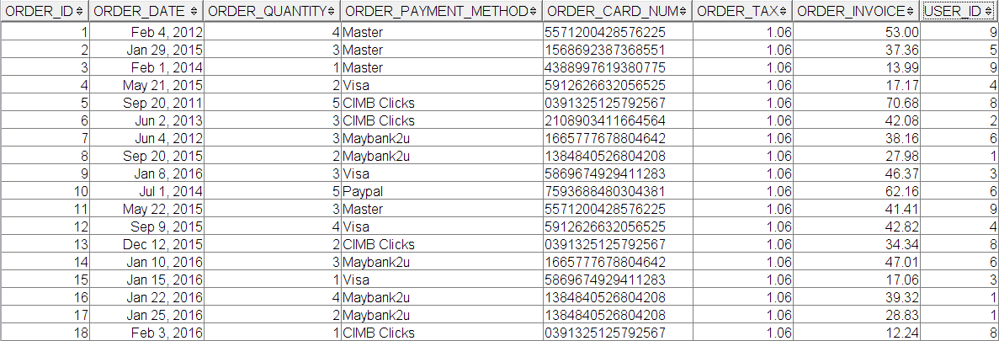 ORDER_ID ORDER_DATE ORDER_QUANTITY ORDER_PAYMENT_METHOD ORDER_CARD_NUM ORDER_TAX ORDER_INVOICE USER_ID
1 Feb 4, 2012 4 Master 5571200428576225 1.06 53.00 9
2 Jan 29, 2015 3 Master 1568692387368551 1.06 37.36 5
3 Feb 1, 2014 1 Master 4388997619380775 1.06 13.99 9
4 May 21, 2015 2 Visa 5912626632056525 1.06 17.17 4
5 Sep 20, 2011 5 CIMB Clicks 0391325125792567 1.06 70.68 8
6 Jun 2, 2013 3 CIMB Clicks 2108903411664564 1.06 42.08 2
7 Jun 4, 2012 3 Maybank2u 1665777678804642 1.06 38.16 6
8 Sep 20, 2015 2 Maybank2u 1384840526804208 1.06 27.98 1
9 Jan 8, 2016 3 Visa 5869674929411283 1.06 46.37 3
10 Jul 1, 2014 5 Paypal 7593688480304381 1.06 62.16 6
11 May 22, 2015 3 Master 5571200428576225 1.06 41.41 9
12 Sep 9, 2015 4 Visa 5912626632056525 1.06 42.82 4
13 Dec 12, 2015 2 CIMB Clicks 0391325125792567 1.06 34.34 8
14 Jan 10, 2016 3 Maybank2u 1665777678804642 1.06 47.01 6
15 Jan 15, 2016 1 Visa 5869674929411283 1.06 17.06 3
16 Jan 22, 2016 4 Maybank2u 1384840526804208 1.06 39.32 1
17 Jan 25, 2016 2 Maybank2u 1384840526804208 1.06 28.83 1
18 Feb 3, 2016 1 CIMB Clicks 0391325125792567 1.06 12.24 8